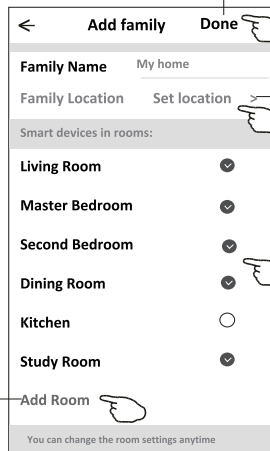 Add family Done
Family Name My home
Family Location Set location >
Smart devices in rooms:
Living Room
Master Bedroom
Second Bedroom
Dining Room
Kitchen
Study Room
Add Room
You can change the room settings anytime